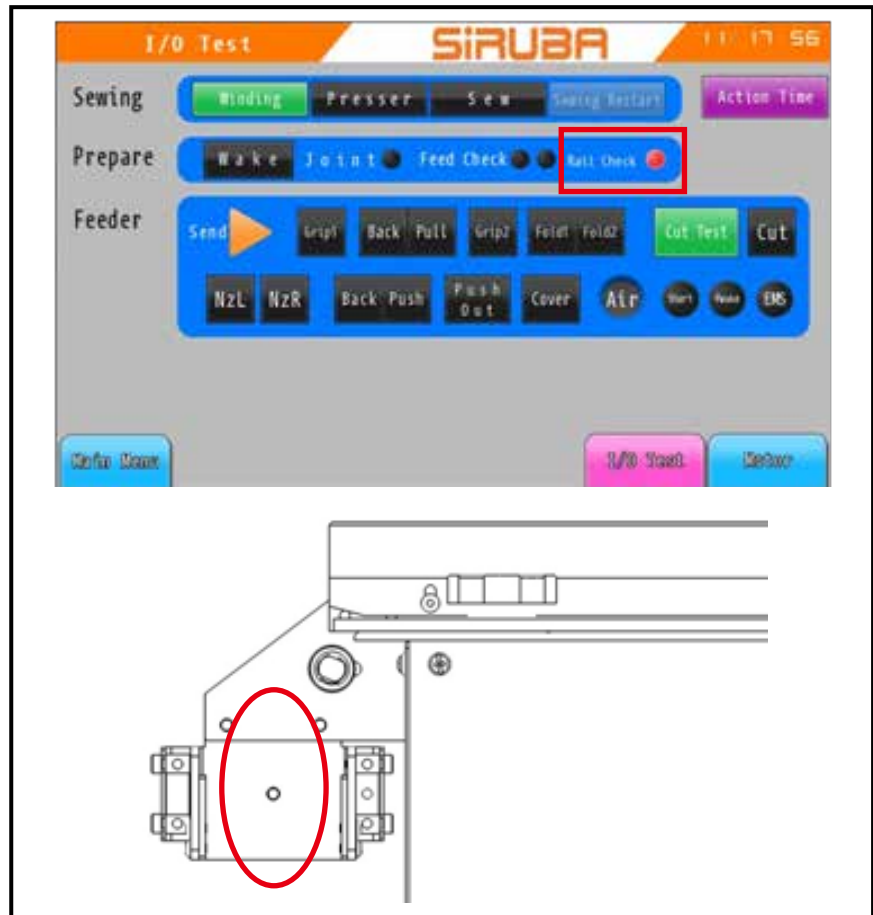 I/O Test SiRUBA 11 17 56
Sewing Winding Presser Sew Sewing Restart Action Time
Prepare Make Joint Feed Check Rail Check
Feeder Send Grip1 Back Pull Grip2 Fold1 Fold2 Cut Test Cut
NzL NzR Back Push Push Out Cover Air Start Pause EMS
Main Menu I/O Test Motor